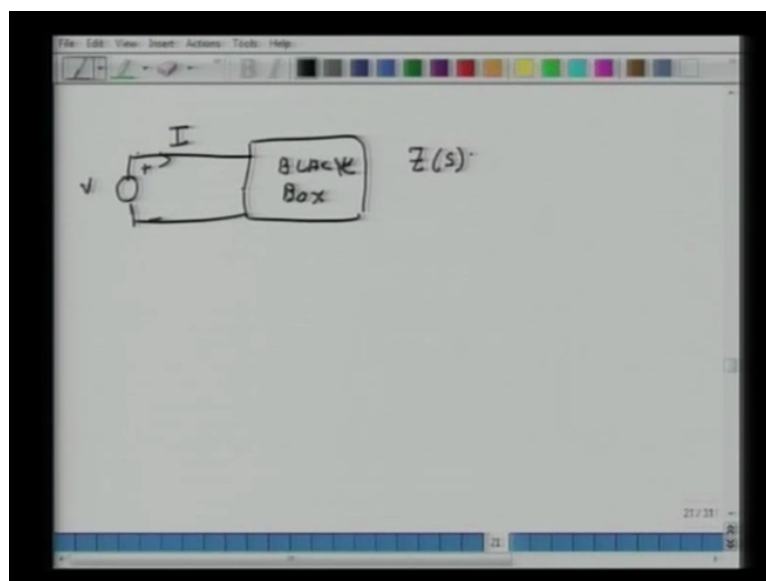 File Edit View Insert Actions Tools Help
B I
I
BLACK
BOX
Z(s)
V
+
-
21/31
21